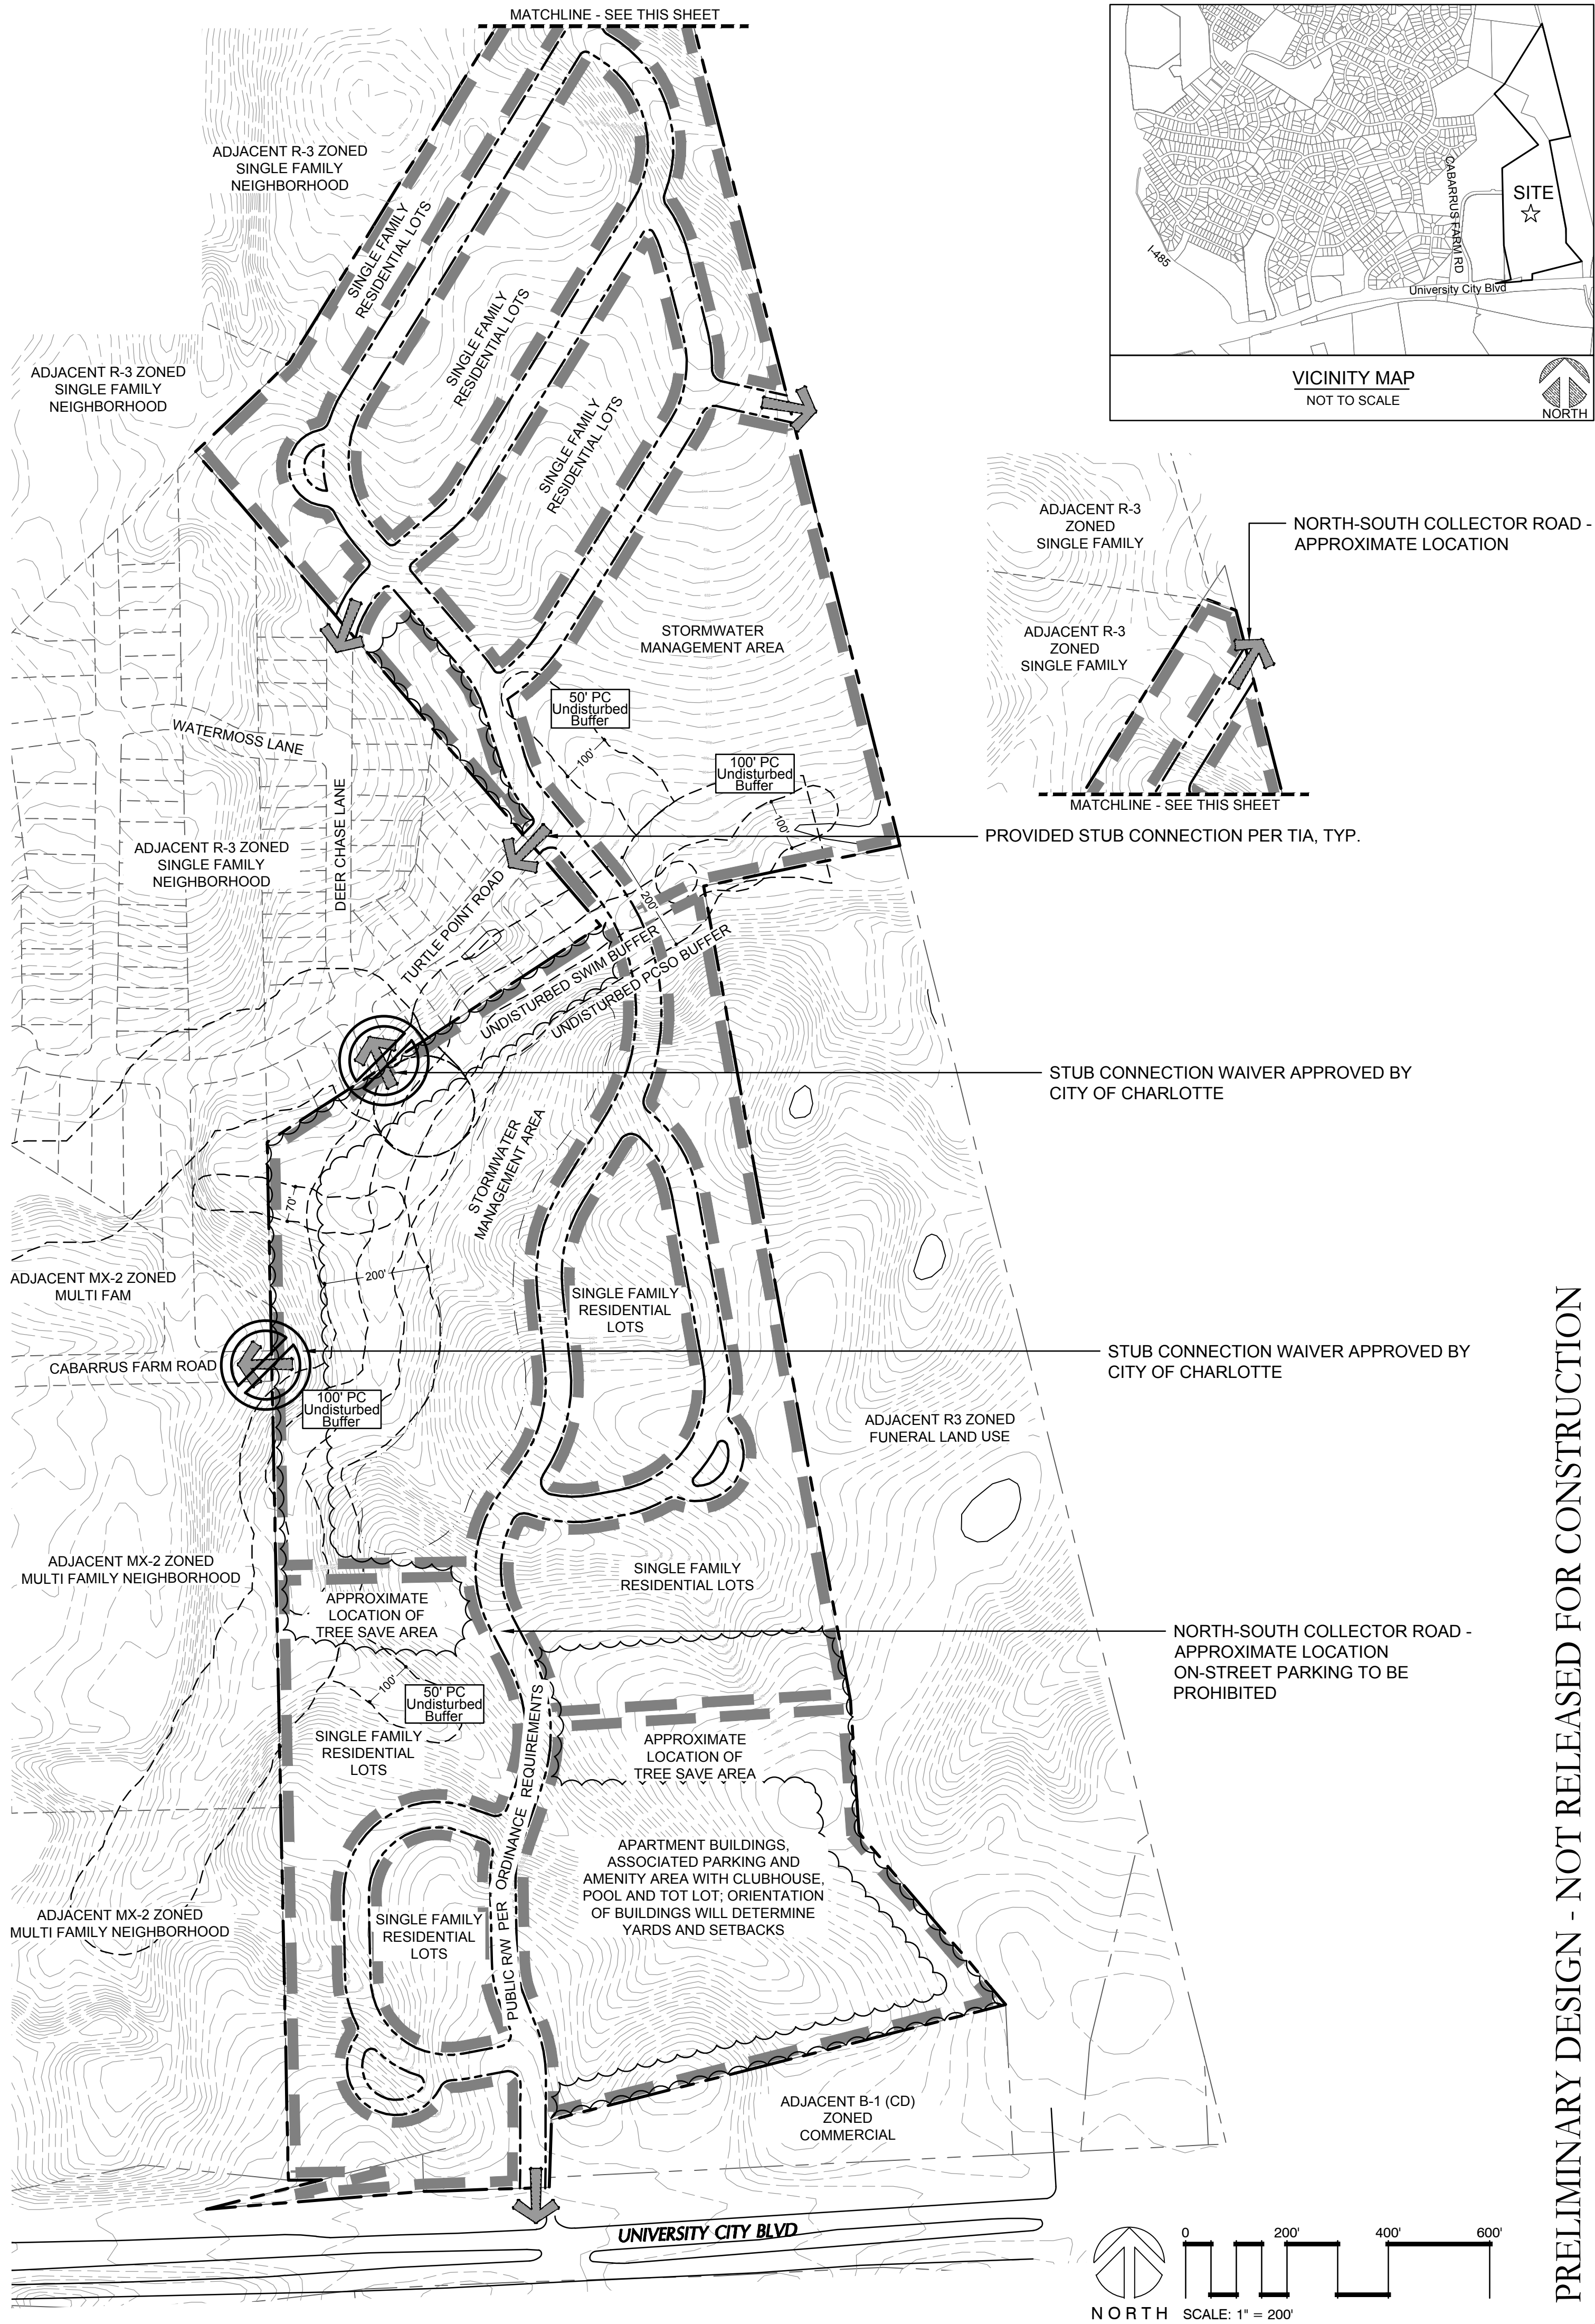 MATCHLINE - SEE THIS SHEET
ADJACENT R-3 ZONED
SINGLE FAMILY
NEIGHBORHOOD
SINGLE FAMILY
RESIDENTIAL LOTS
SINGLE FAMILY
RESIDENTIAL LOTS
SINGLE FAMILY
RESIDENTIAL LOTS
ADJACENT R-3 ZONED
SINGLE FAMILY
NEIGHBORHOOD
CABARRUS FARM RD
SITE
I-485
University City Blvd
VICINITY MAP
NOT TO SCALE
NORTH
ADJACENT R-3
ZONED
SINGLE FAMILY
NORTH-SOUTH COLLECTOR ROAD -
APPROXIMATE LOCATION
ADJACENT R-3
ZONED
SINGLE FAMILY
MATCHLINE - SEE THIS SHEET
STORMWATER
MANAGEMENT AREA
50' PC
Undisturbed
Buffer
100'
100' PC
Undisturbed
Buffer
100'
WATERMOSS LANE
DEER CHASE LANE
ADJACENT R-3 ZONED
SINGLE FAMILY
NEIGHBORHOOD
PROVIDED STUB CONNECTION PER TIA, TYP.
TURTLE POINT ROAD
200'
UNDISTURBED SWIM BUFFER
UNDISTURBED PCSO BUFFER
STUB CONNECTION WAIVER APPROVED BY
CITY OF CHARLOTTE
STORMWATER
MANAGEMENT AREA
70'
200'
ADJACENT MX-2 ZONED
MULTI FAM
SINGLE FAMILY
RESIDENTIAL
LOTS
CABARRUS FARM ROAD
STUB CONNECTION WAIVER APPROVED BY
CITY OF CHARLOTTE
100' PC
Undisturbed
Buffer
ADJACENT R3 ZONED
FUNERAL LAND USE
ADJACENT MX-2 ZONED
MULTI FAMILY NEIGHBORHOOD
SINGLE FAMILY
RESIDENTIAL LOTS
APPROXIMATE
LOCATION OF
TREE SAVE AREA
NORTH-SOUTH COLLECTOR ROAD -
APPROXIMATE LOCATION
ON-STREET PARKING TO BE
PROHIBITED
100'
50' PC
Undisturbed
Buffer
SINGLE FAMILY
RESIDENTIAL
LOTS
APPROXIMATE
LOCATION OF
TREE SAVE AREA
PUBLIC R/W PER ORDINANCE REQUIREMENTS
APARTMENT BUILDINGS,
ASSOCIATED PARKING AND
AMENITY AREA WITH CLUBHOUSE,
POOL AND TOT LOT; ORIENTATION
OF BUILDINGS WILL DETERMINE
YARDS AND SETBACKS
ADJACENT MX-2 ZONED
MULTI FAMILY NEIGHBORHOOD
SINGLE FAMILY
RESIDENTIAL
LOTS
ADJACENT B-1 (CD)
ZONED
COMMERCIAL
UNIVERSITY CITY BLVD
NORTH
0 200' 400' 600'
SCALE: 1" = 200'
PRELIMINARY DESIGN - NOT RELEASED FOR CONSTRUCTION